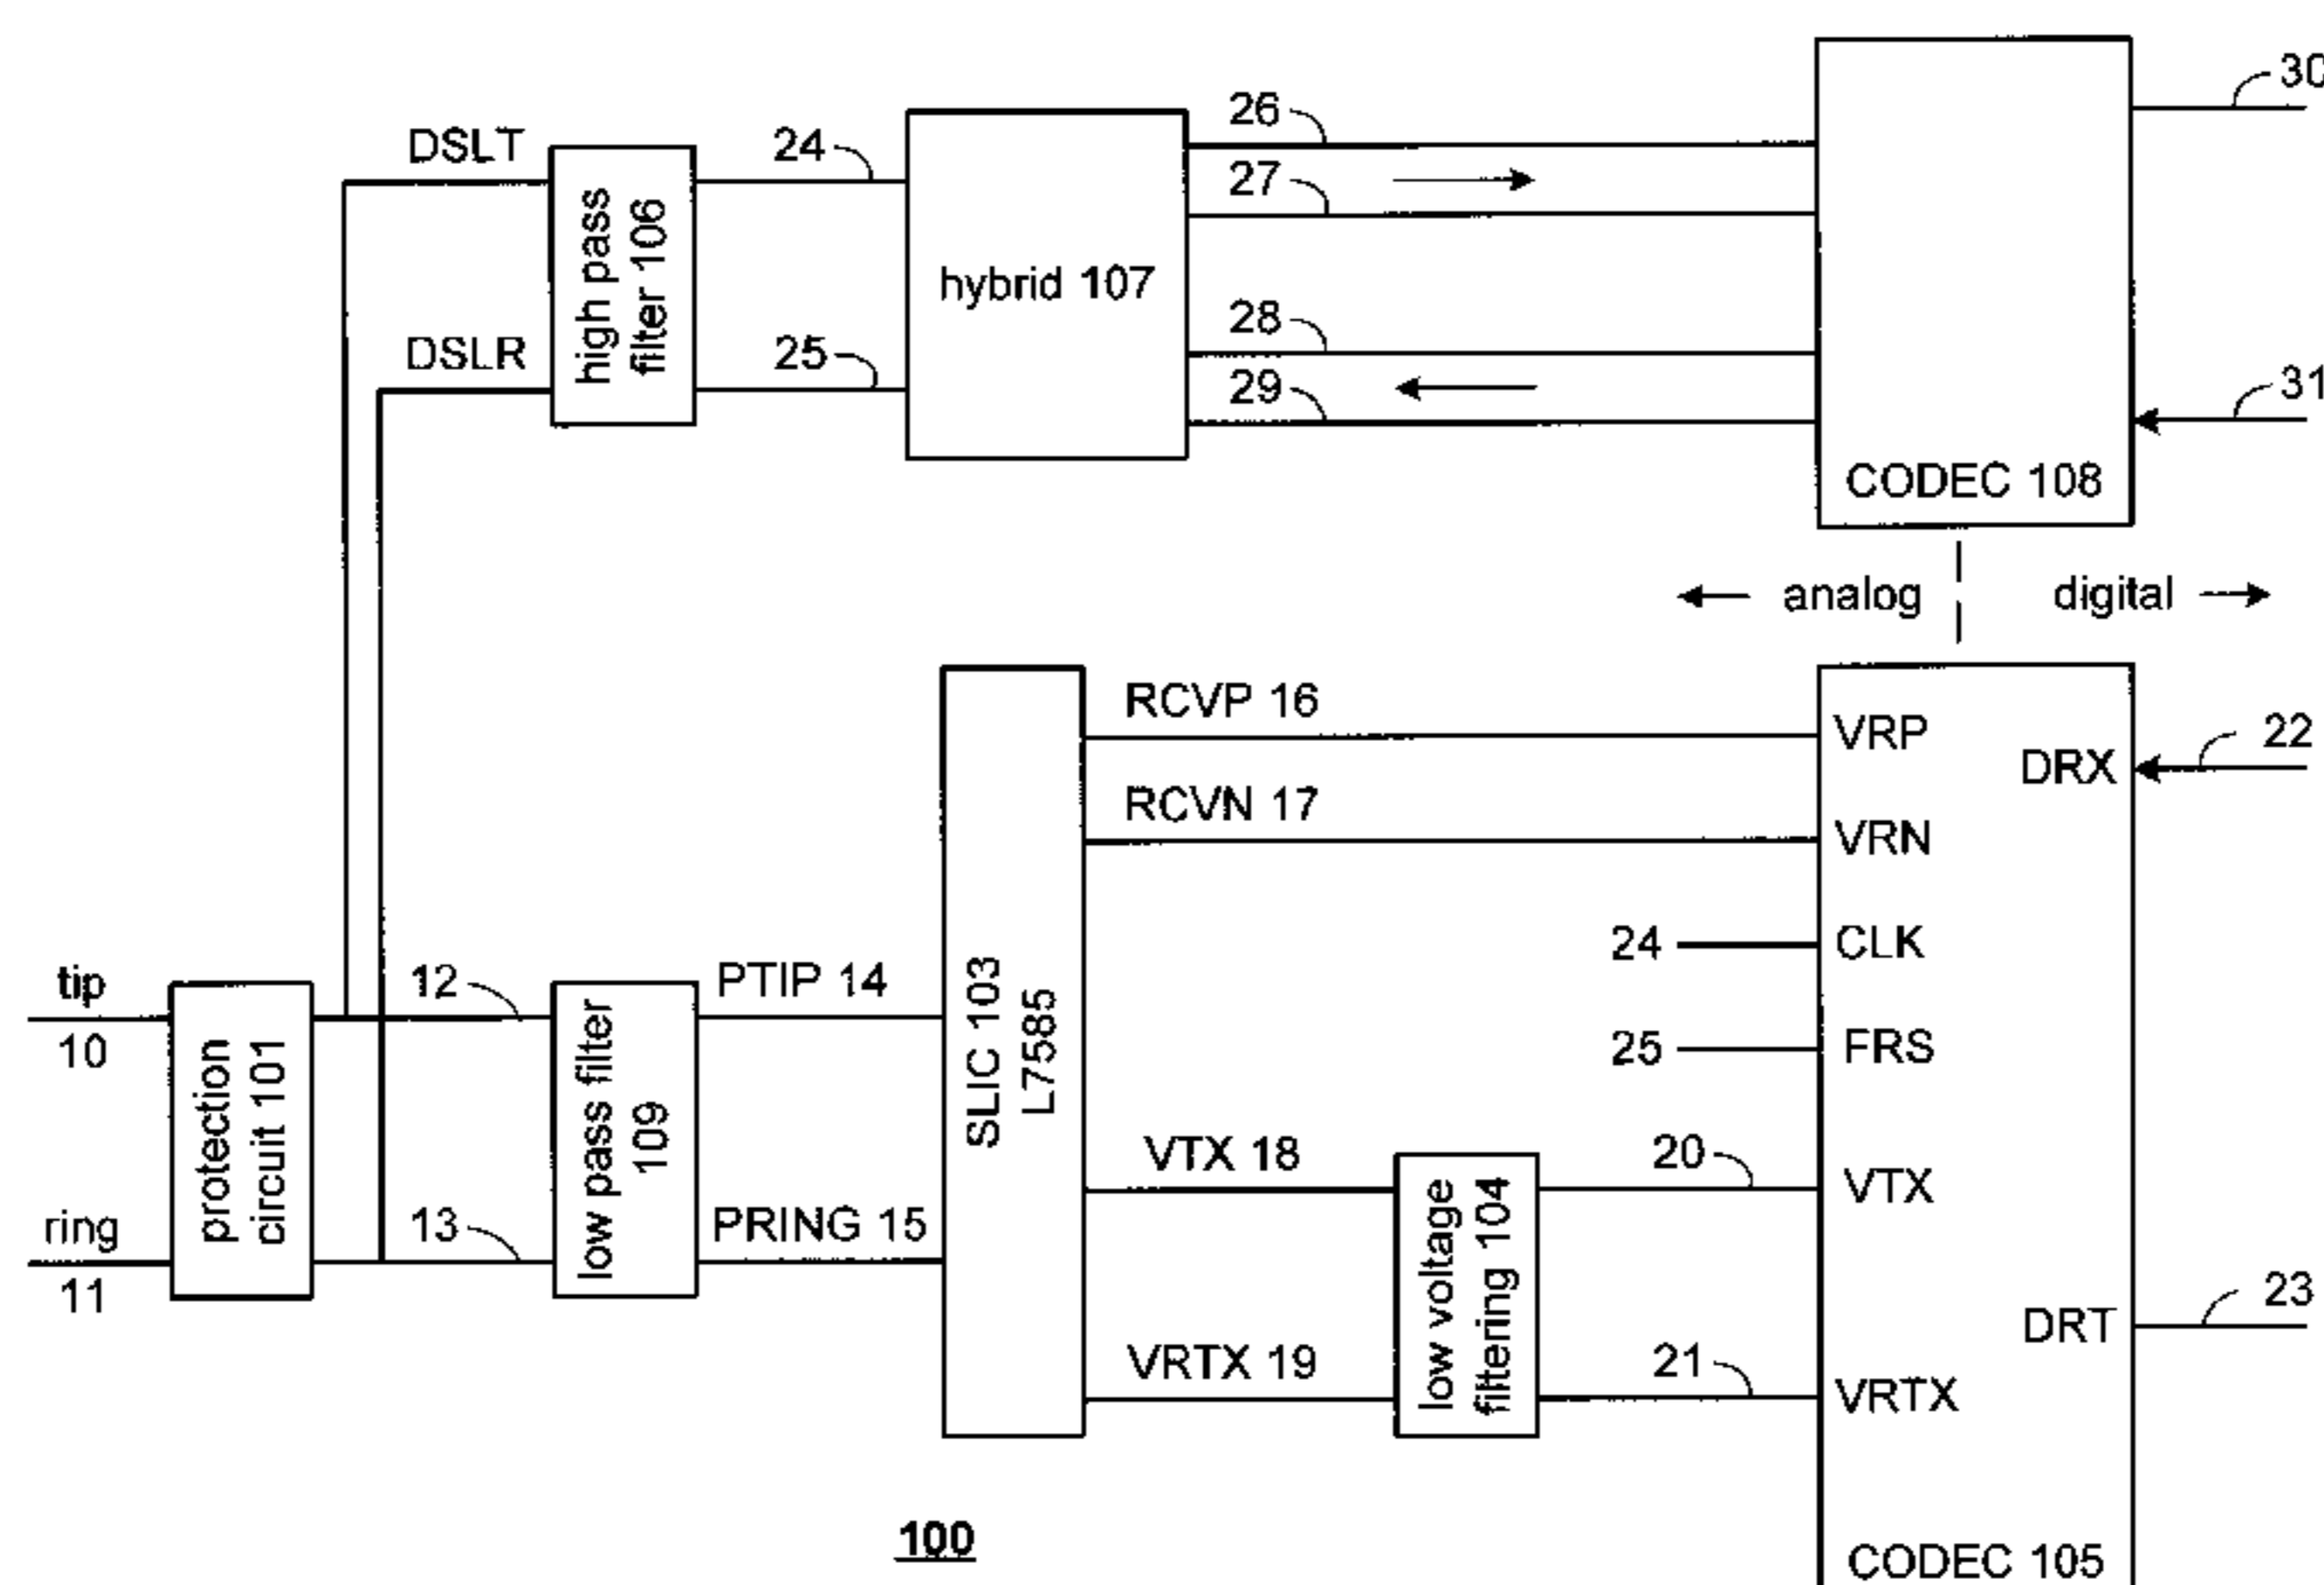 30
26
DSLT
24
27
high pass
filter 106
hybrid 107
28
DSLR
25
29
31
CODEC 108
analog
digital
RCVP 16
VRP
22
DRX
RCVN 17
VRN
24
CLK
SLIC 103
L7585
tip
10
12
PTIP 14
protection
circuit 101
low pass filter
109
25
FRS
VTX 18
20
VTX
low voltage
filtering 104
ring
11
13
PRING 15
23
DRT
VRTX 19
21
VRTX
100
CODEC 105